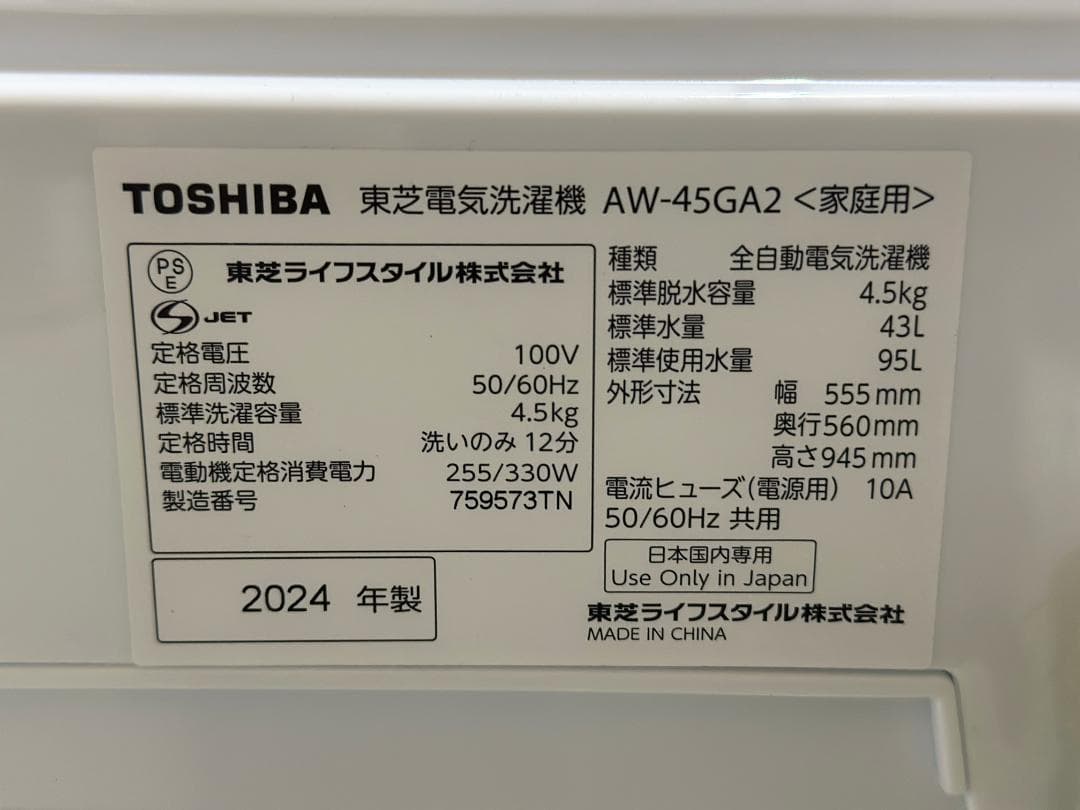 TOSHIBA 東芝電気洗濯機 AW-45GA2 <家庭用>
PS E 東芝ライフスタイル株式会社
S JET
定格電圧 100V
定格周波数 50/60Hz
標準洗濯容量 4.5kg
定格時間 洗いのみ 12分
電動機定格消費電力 255/330W
製造番号 759573TN
2024 年製
種類 全自動電気洗濯機
標準脱水容量 4.5kg
標準水量 43L
標準使用水量 95L
外形寸法 幅 555mm
奥行560mm
高さ945mm
電流ヒューズ(電源用) 10A
50/60Hz 共用
日本国内専用
Use Only in Japan
東芝ライフスタイル株式会社
MADE IN CHINA